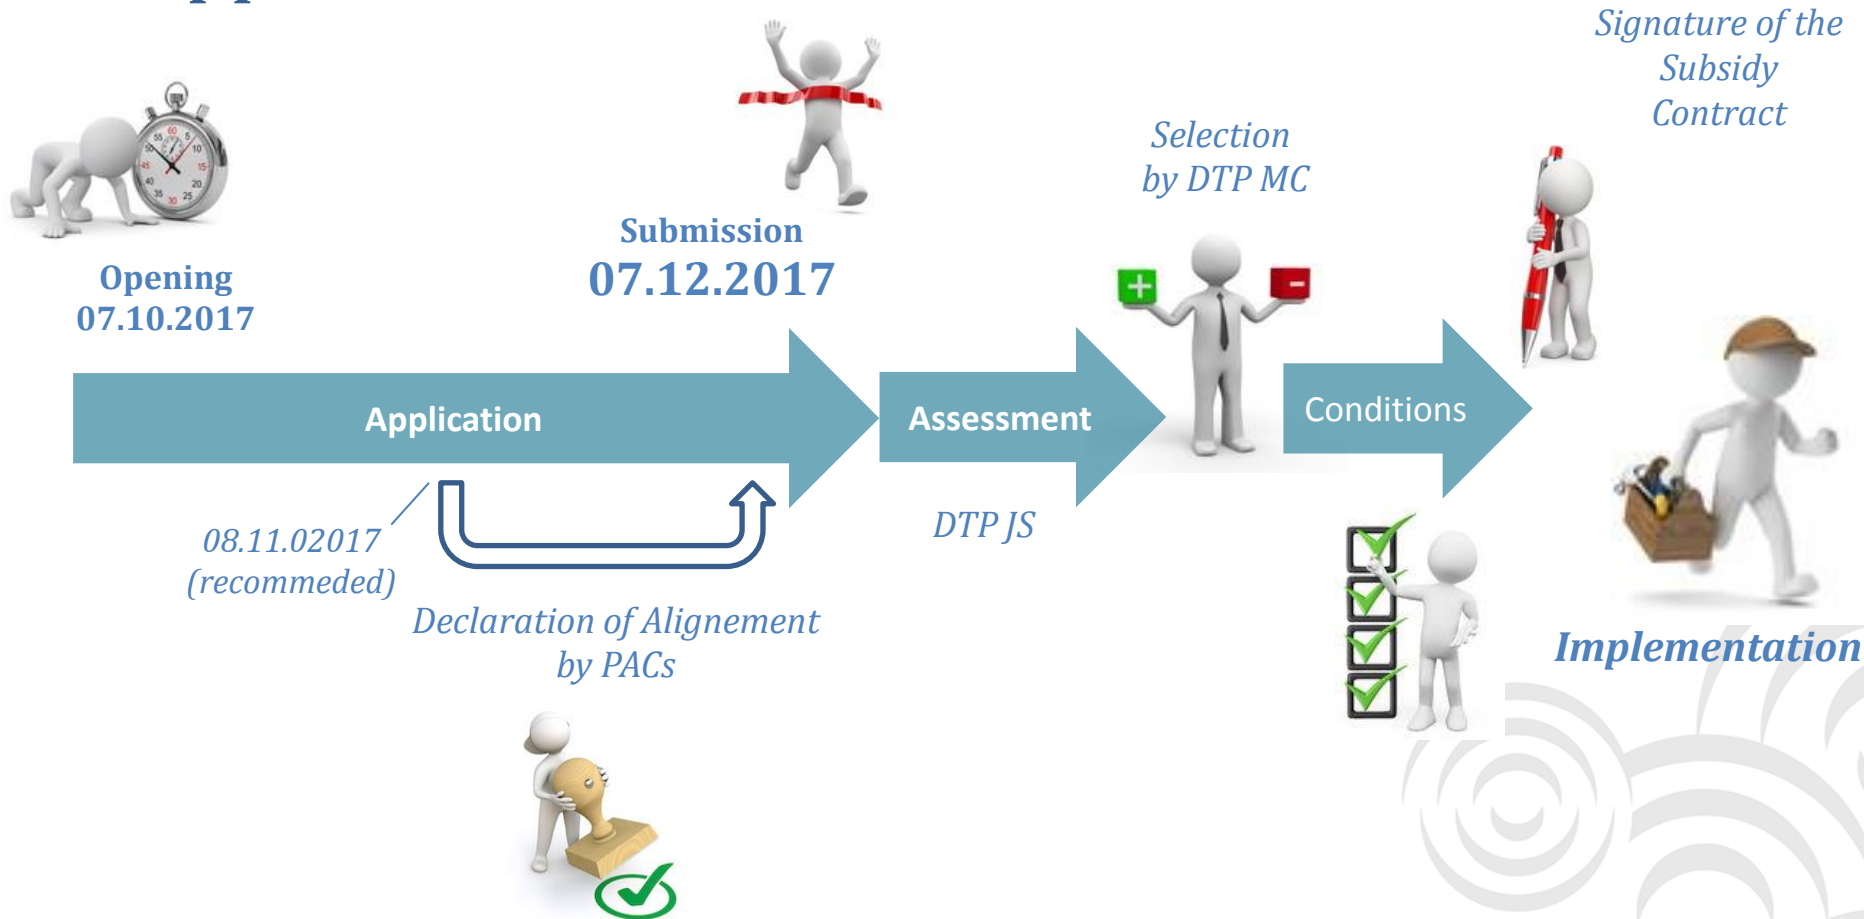 Opening
07.10.2017
Submission
07.12.2017
Selection
by DTP MC
Signature of the
Subsidy
Contract
Application
Assessment
Conditions
08.11.02017
(recommeded)
DTP JS
Declaration of Alignement
by PACs
Implementation